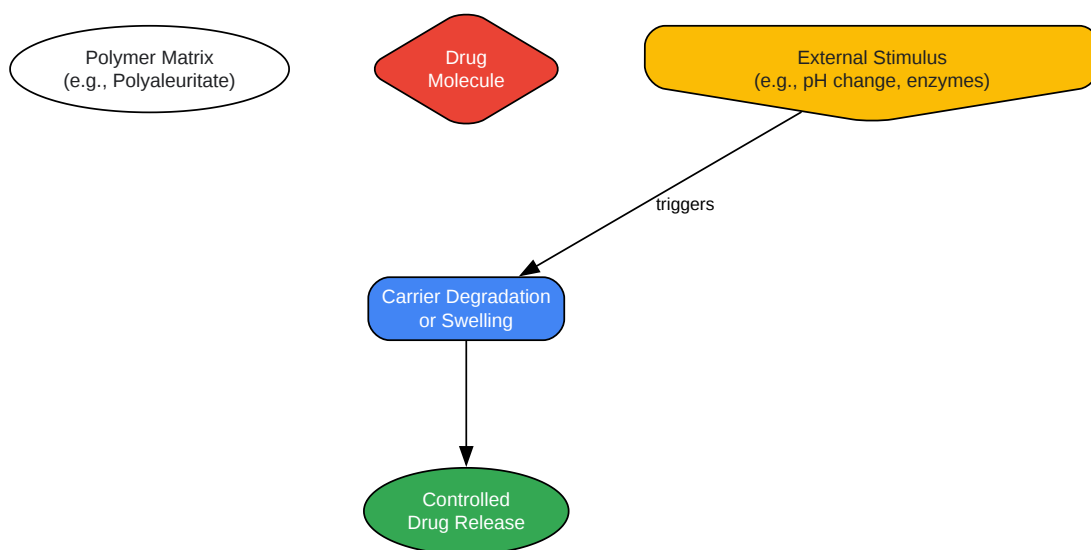 Polymer Matrix
(e.g., Polyaleuritate)
Drug
Molecule
External Stimulus
(e.g., pH change, enzymes)
triggers
Carrier Degradation
or Swelling
Controlled
Drug Release